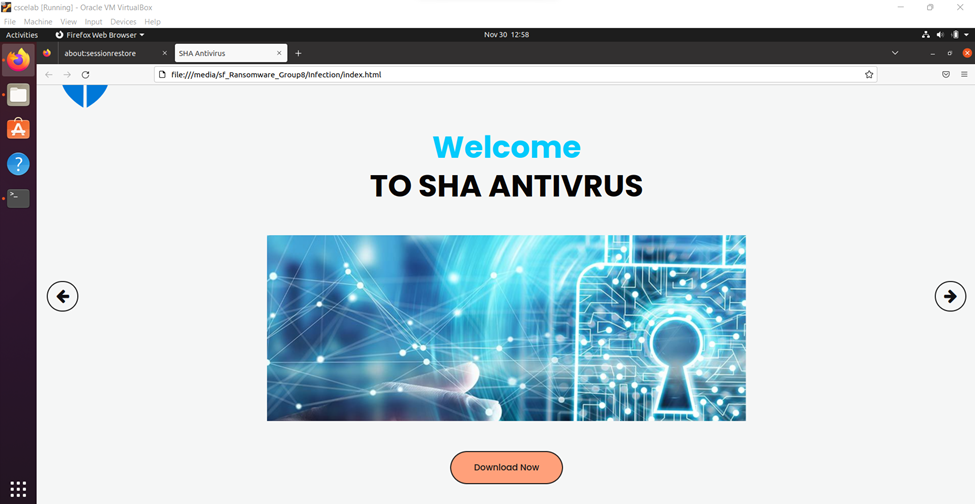 cscelab [Running] - Oracle VM VirtualBox
File Machine View Input Devices Help
Activities Firefox Web Browser Nov 30 12:58
about:sessionrestore SHA Antivirus
file:///media/sf_Ransomware_Group8/Infection/index.html
Welcome
TO SHA ANTIVRUS
Download Now